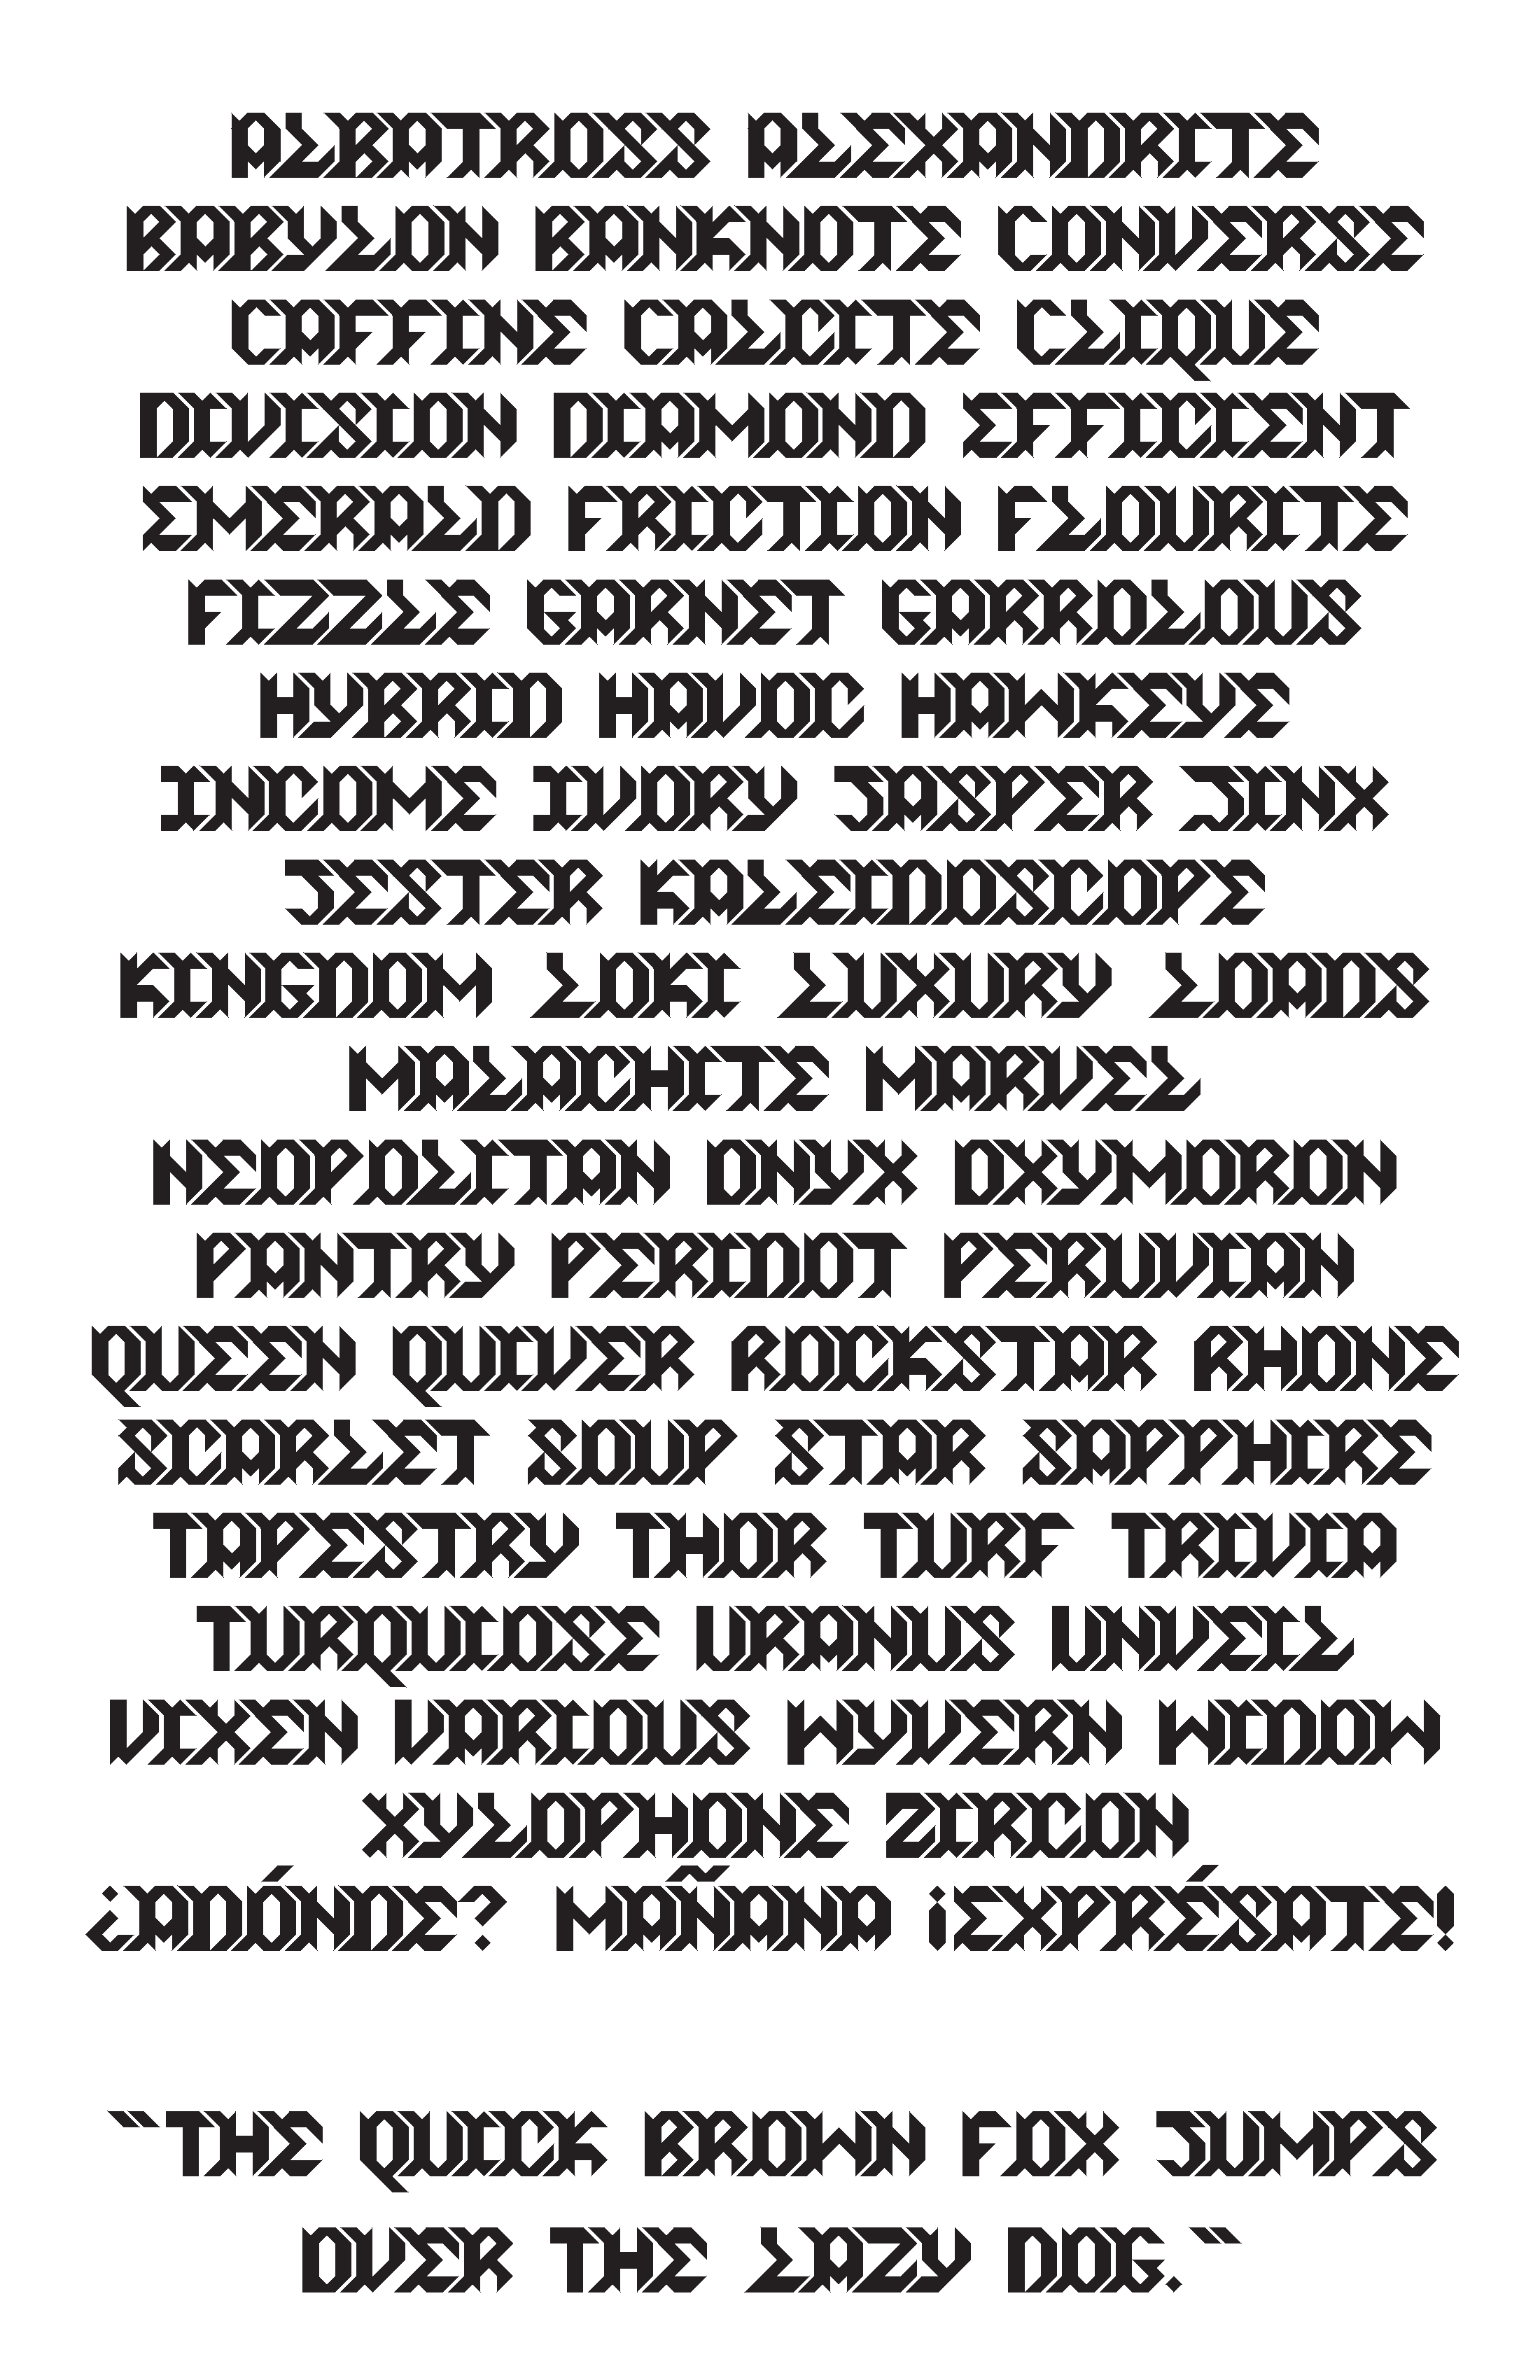 ALBATROSS ALEXANDRITE
BABYLON BANKNOTE CONVERSE
CAFFINE CALCITE CLIQUE
DIVISION DIAMOND EFFICIENT
EMERALD FRICTION FLOURITE
FIZZLE GARNET GARROLOUS
HYBRID HAVOC HAWKEYE
INCOME IVORY JASPER JINX
JESTER KALEIDOSCOPE
KINGDOM LOKI LUXURY LOANS
MALACHITE MARVEL
NEOPOLITAN ONYX OXYMORON
PANTRY PERIDOT PERUVIAN
QUEEN QUIVER ROCKSTAR RHONE
SCARLET SOUP STAR SAPPHIRE
TAPESTRY THOR TURF TRIVIA
TURQUIOSE URANUS UNVEIL
VIXEN VARIOUS WYVERN WIDOW
XYLOPHONE ZIRCON
¿ADÓNDE? MAÑANA ¡EXPRÉSATE!
"THE QUICK BROWN FOX JUMPS
OVER THE LAZY DOG."